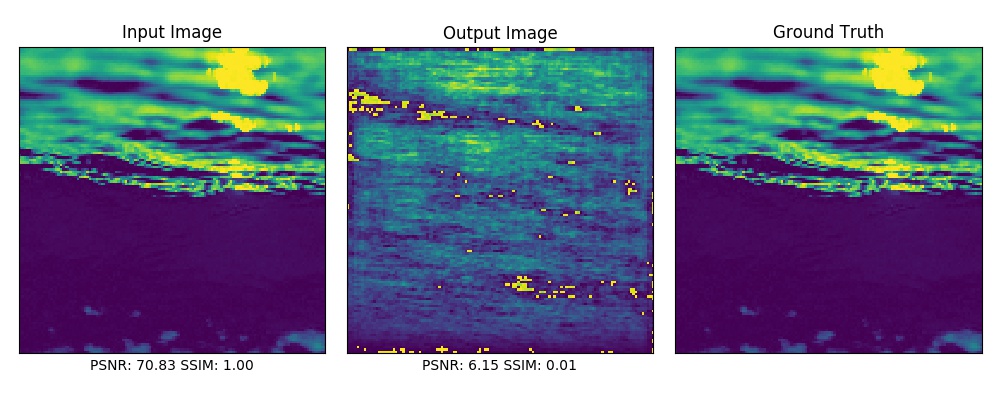 Input Image
Output Image
Ground Truth
PSNR: 70.83 SSIM: 1.00
PSNR: 6.15 SSIM: 0.01